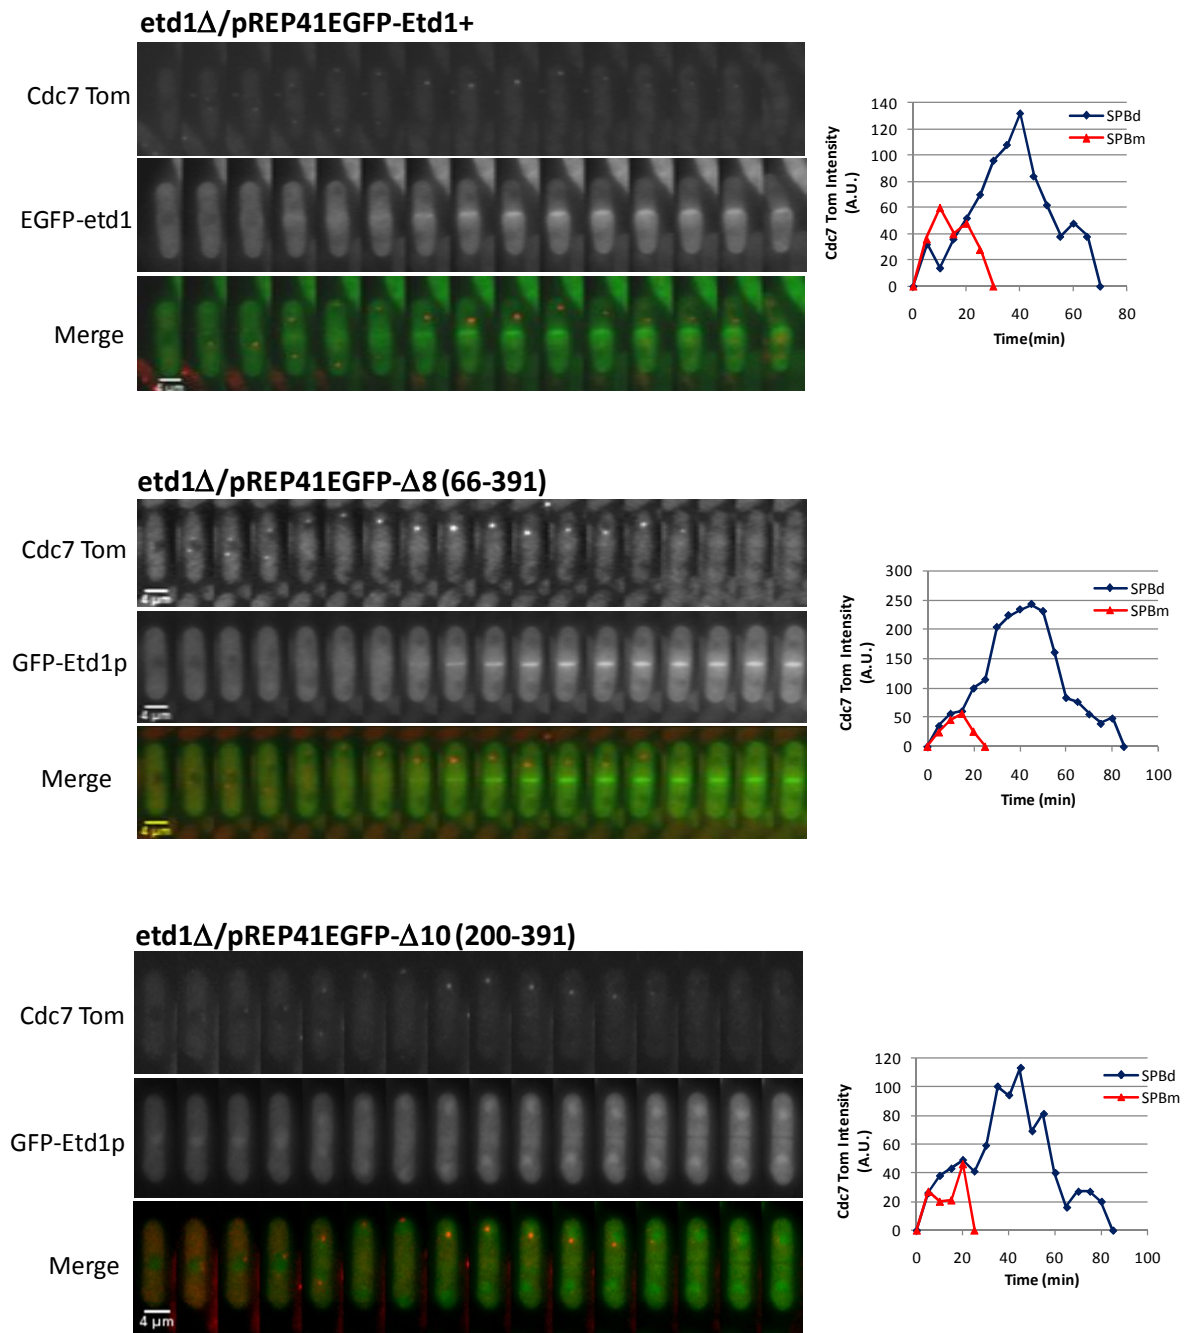 etd1Δ/pREP41EGFP-Etd1+
Cdc7 Tom
EGFP-etd1
Merge
4 µm
140
120
100
80
60
40
20
0
0 20 40 60 80
Cdc7 Tom Intensity
(A.U.)
Time(min)
SPBd
SPBm
etd1Δ/pREP41EGFP-Δ8 (66-391)
Cdc7 Tom
4 µm
GFP-Etd1p
4 µm
Merge
4 µm
300
250
200
150
100
50
0
0 20 40 60 80 100
Cdc7 Tom Intensity
(A.U.)
Time (min)
SPBd
SPBm
etd1Δ/pREP41EGFP-Δ10 (200-391)
Cdc7 Tom
GFP-Etd1p
Merge
4 µm
120
100
80
60
40
20
0
0 20 40 60 80 100
Cdc7 Tom Intensity
(A.U.)
Time (min)
SPBd
SPBm